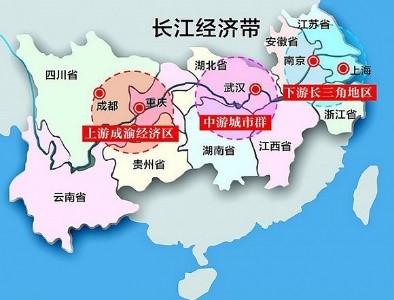 长江经济带
江苏省
安徽省
南京
上海
四川省
湖北省
成都
重庆
武汉
下游长三角地区
上游成渝经济区
中游城市群
浙江省
贵州省
湖南省
江西省
云南省